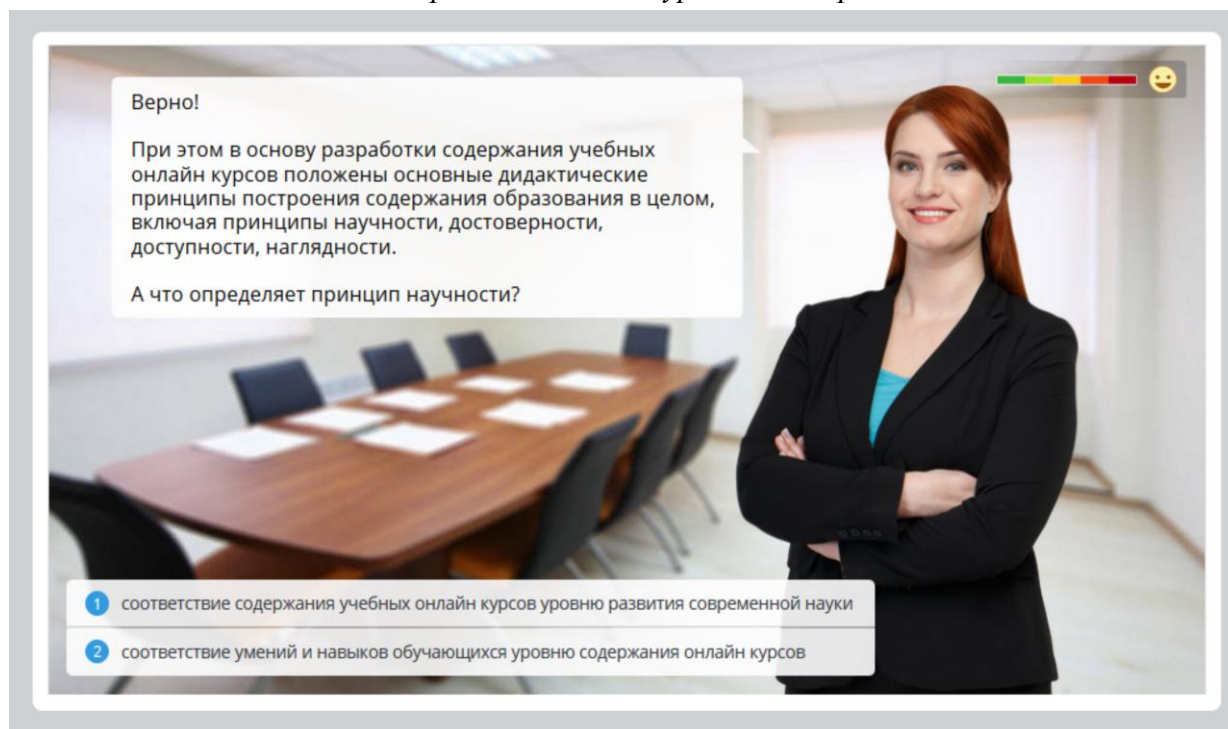 Верно!
При этом в основу разработки содержания учебных
онлайн курсов положены основные дидактические
принципы построения содержания образования в целом,
включая принципы научности, достоверности,
доступности, наглядности.
А что определяет принцип научности?
1 соответствие содержания учебных онлайн курсов уровню развития современной науки
2 соответствие умений и навыков обучающихся уровню содержания онлайн курсов